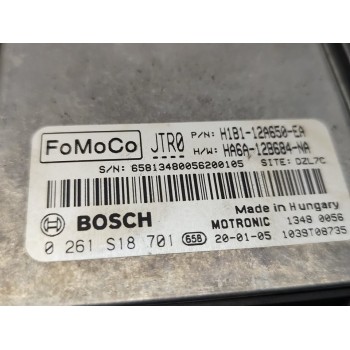 FoMoCo JTR0 P/N: H1B1-12A650-EA
H/W: HA6A-12B684-NA
S/N: 65813480056200105 SITE: DZL7C
Made in Hungary
BOSCH MOTRONIC 1348 0056
0 261 S18 701 658 20-01-05 1039T08735